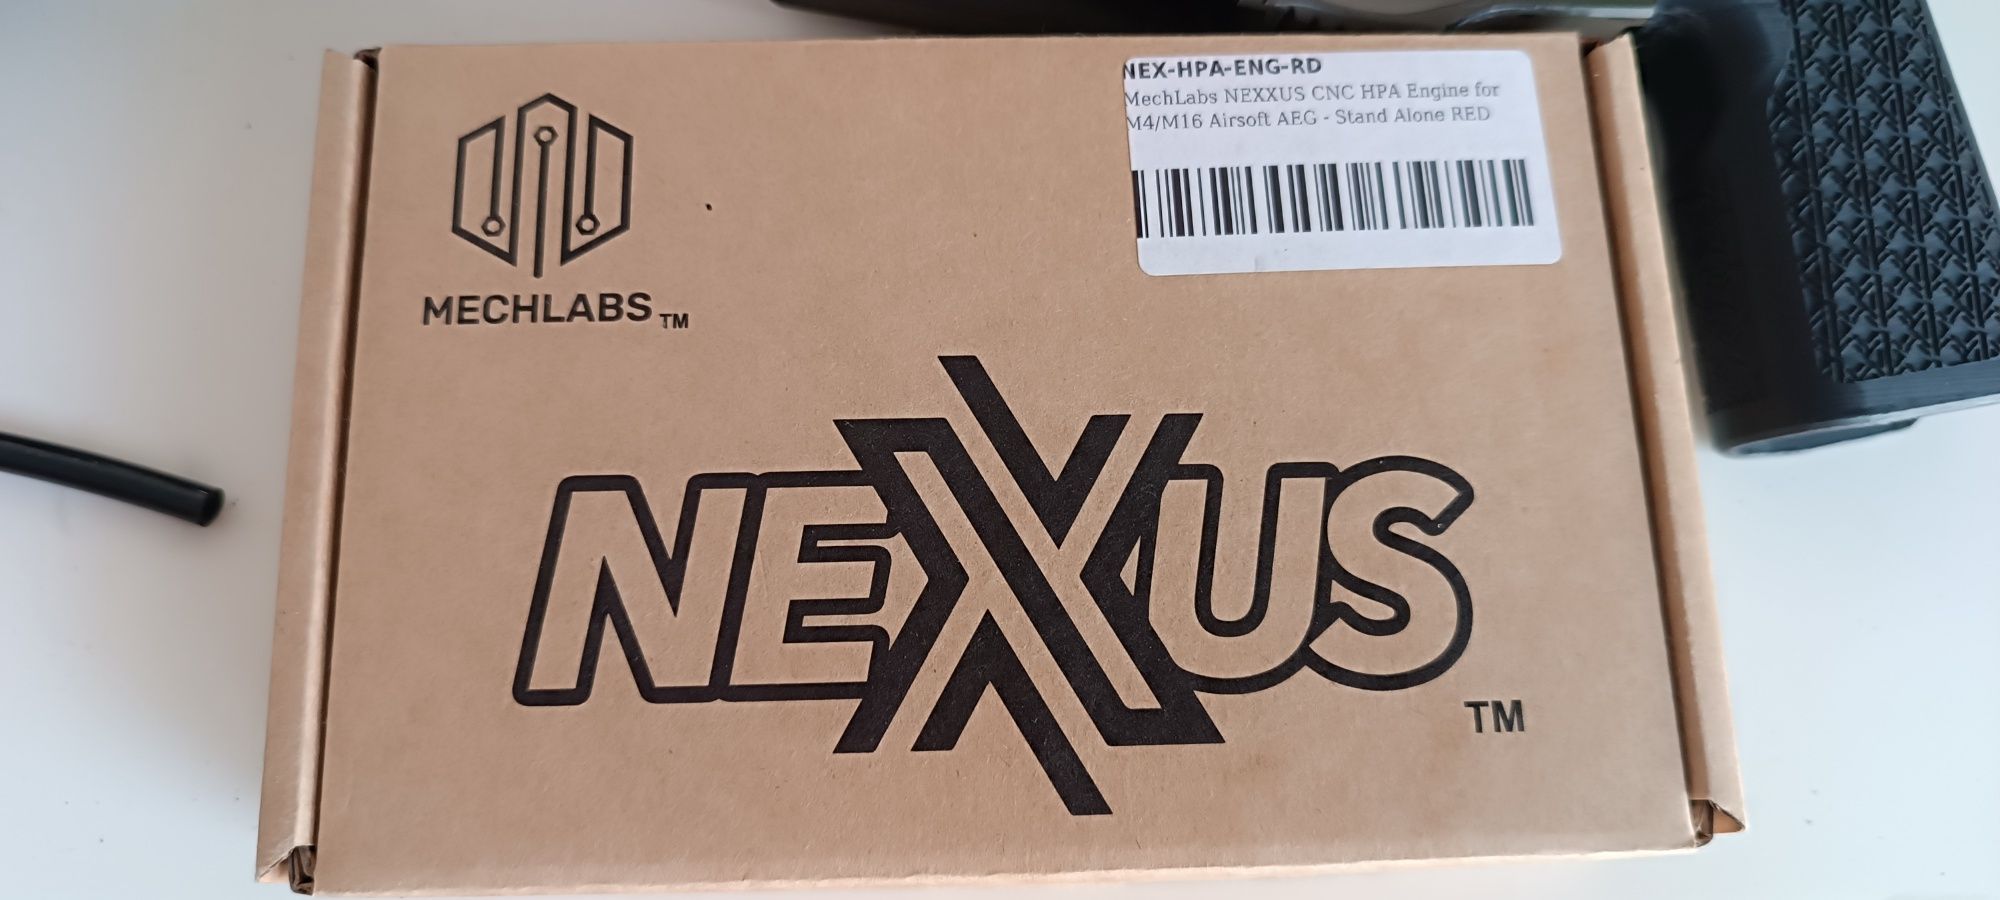 NEX-HPA-ENG-RD
MechLabs NEXXUS CNC HPA Engine for
M4/M16 Airsoft AEG - Stand Alone RED
MECHLABS TM
NEXUS
TM